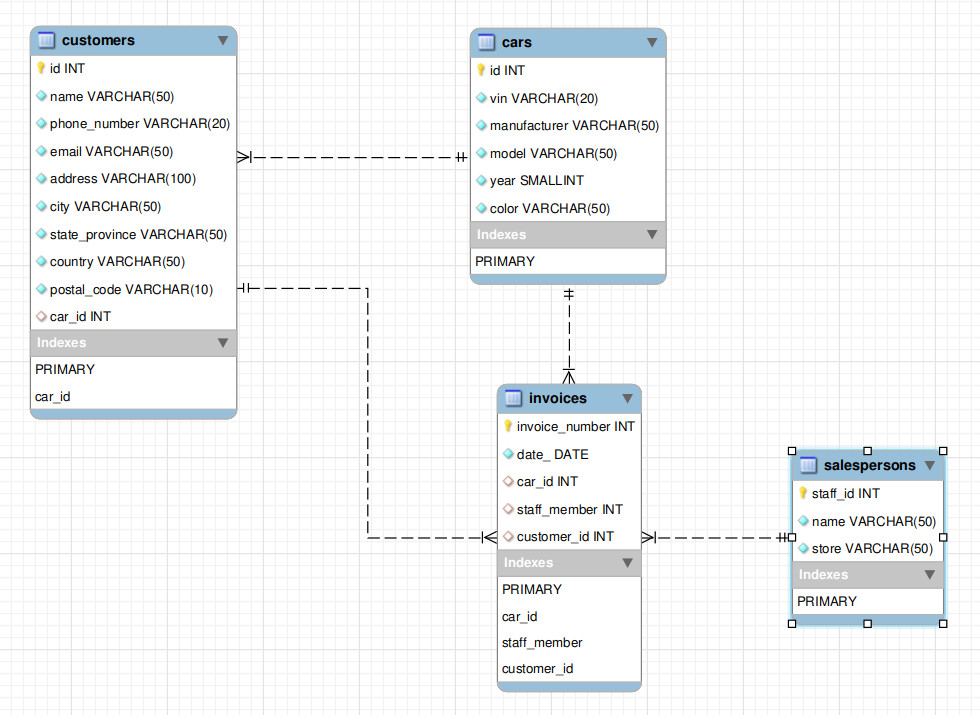 customers
id INT
name VARCHAR(50)
phone_number VARCHAR(20)
email VARCHAR(50)
address VARCHAR(100)
city VARCHAR(50)
state_province VARCHAR(50)
country VARCHAR(50)
postal_code VARCHAR(10)
car_id INT
Indexes
PRIMARY
car_id
cars
id INT
vin VARCHAR(20)
manufacturer VARCHAR(50)
model VARCHAR(50)
year SMALLINT
color VARCHAR(50)
Indexes
PRIMARY
invoices
invoice_number INT
date_ DATE
car_id INT
staff_member INT
customer_id INT
Indexes
PRIMARY
car_id
staff_member
customer_id
salespersons
staff_id INT
name VARCHAR(50)
store VARCHAR(50)
Indexes
PRIMARY